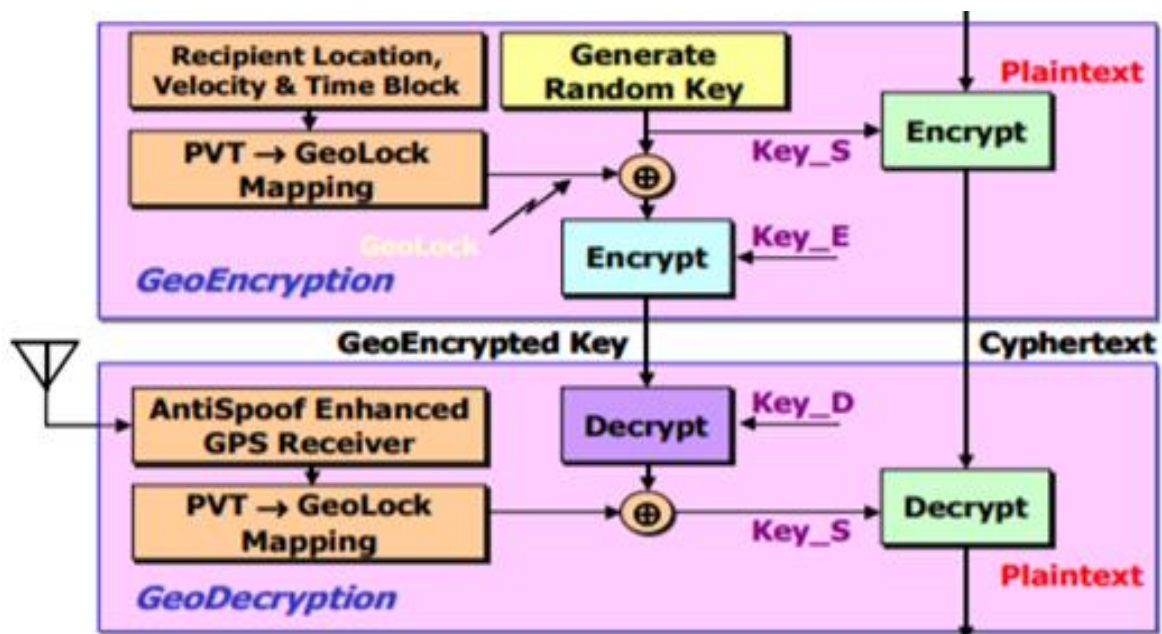 Recipient Location,
Velocity & Time Block
Generate
Random Key
Plaintext
Encrypt
Key_S
PVT → GeoLock
Mapping
⊕
GeoLock
Encrypt
Key_E
GeoEncryption
GeoEncrypted Key
Cyphertext
AntiSpoof Enhanced
GPS Receiver
Decrypt
Key_D
PVT → GeoLock
Mapping
⊕
Key_S
Decrypt
Plaintext
GeoDecryption